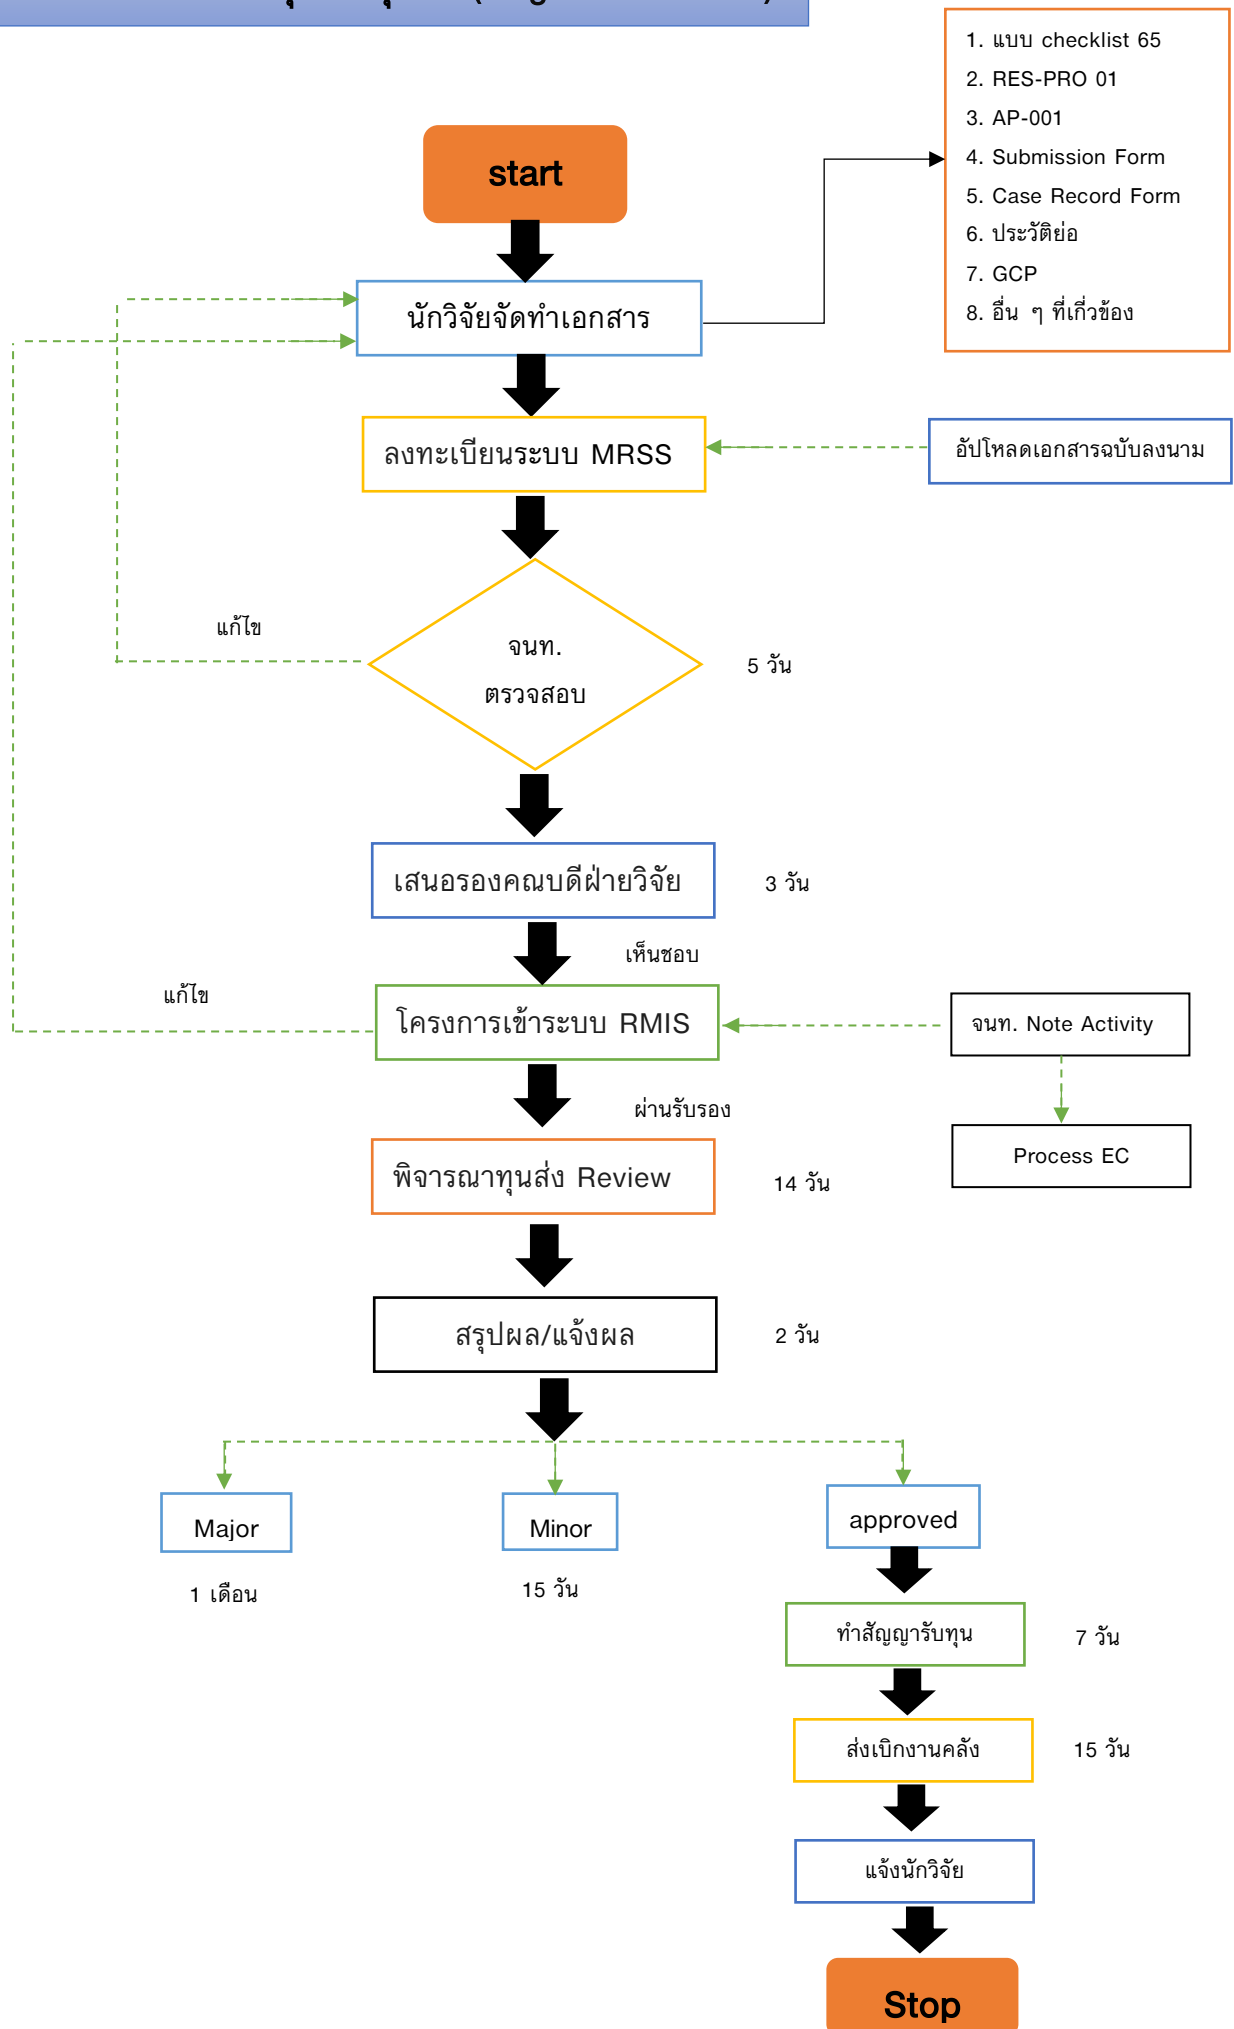 1. แบบ checklist 65
2. RES-PRO 01
3. AP-001
4. Submission Form
5. Case Record Form
6. ประวัติย่อ
7. GCP
8. อื่น ๆ ที่เกี่วข้อง
start
นักวิจัยจัดทำเอกสาร
ลงทะเบียนระบบ MRSS
อัปโหลดเอกสารฉบับลงนาม
แก้ไข
จนท.
ตรวจสอบ
5 วัน
เสนอรองคณบดีฝ่ายวิจัย
3 วัน
เห็นชอบ
แก้ไข
โครงการเข้าระบบ RMIS
จนท. Note Activity
ผ่านรับรอง
Process EC
พิจารณาทุนส่ง Review
14 วัน
สรุปผล/แจ้งผล
2 วัน
Major
Minor
approved
1 เดือน
15 วัน
ทำสัญญารับทุน
7 วัน
ส่งเบิกงานคลัง
15 วัน
แจ้งนักวิจัย
Stop